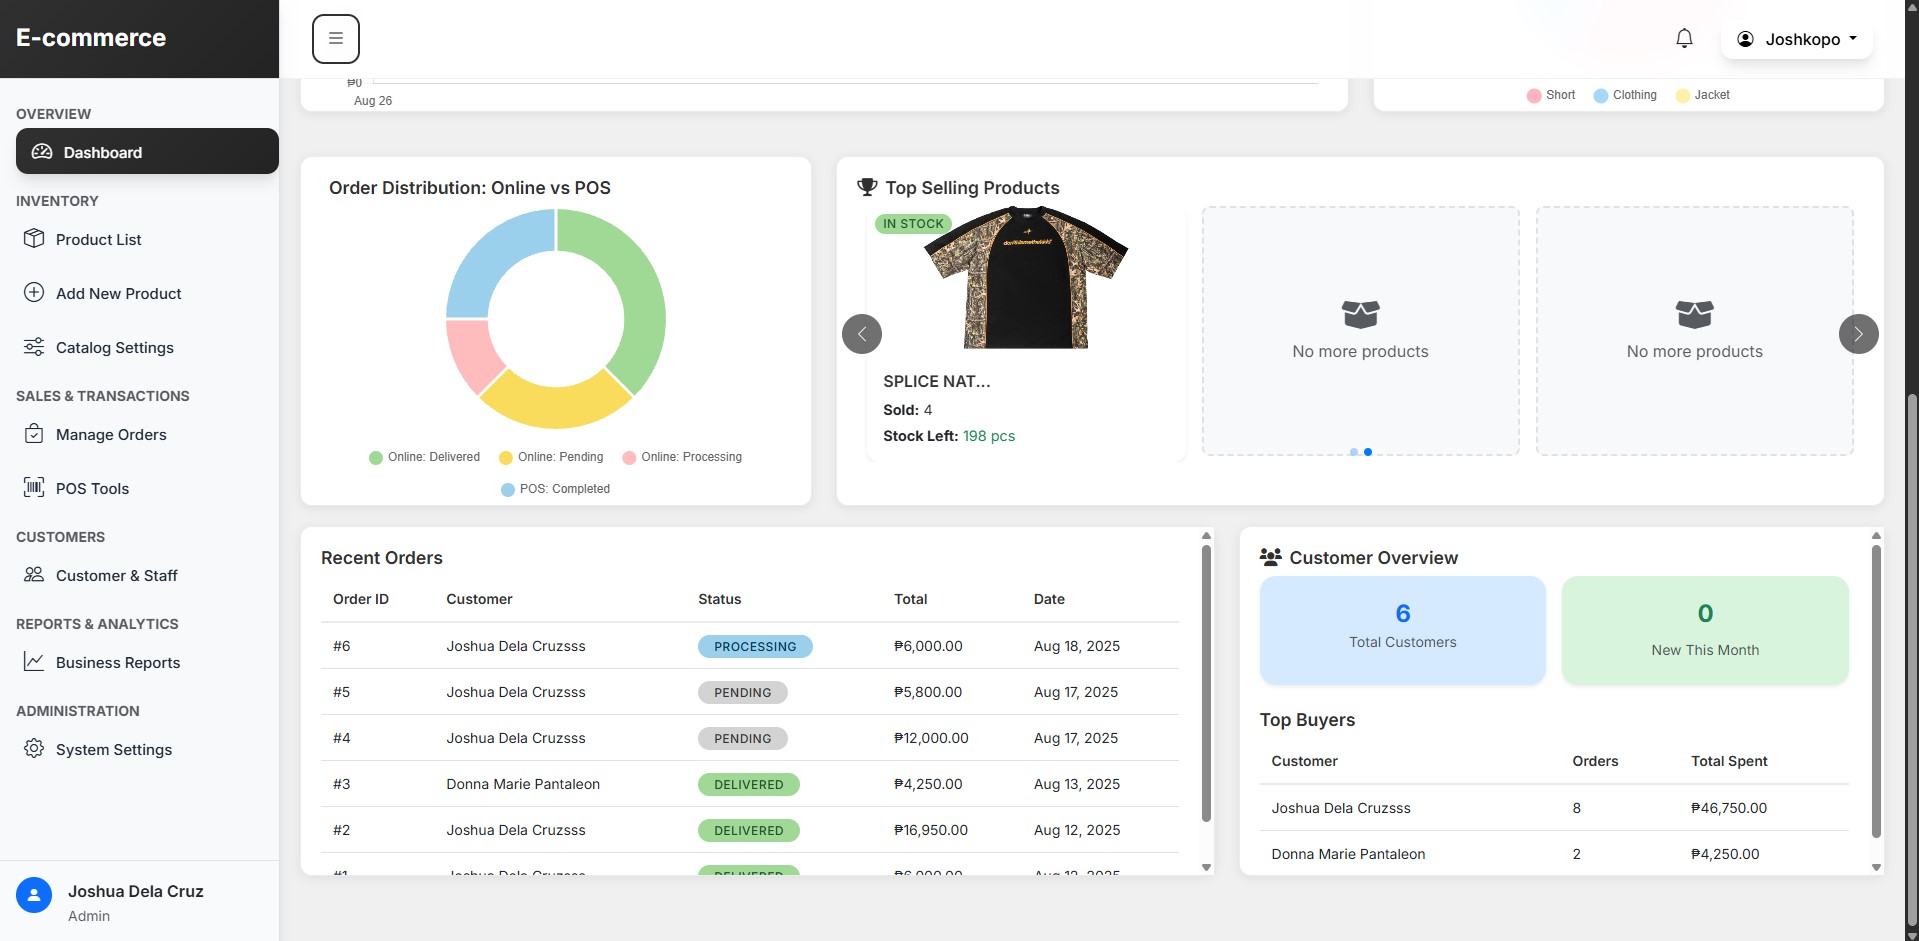 E-commerce
Joshkopo
OVERVIEW
Dashboard
INVENTORY
Product List
Add New Product
Catalog Settings
SALES & TRANSACTIONS
Manage Orders
POS Tools
CUSTOMERS
Customer & Staff
REPORTS & ANALYTICS
Business Reports
ADMINISTRATION
System Settings
Joshua Dela Cruz
Admin
₱0
Aug 26
Short Clothing Jacket
Order Distribution: Online vs POS
Online: Delivered Online: Pending Online: Processing
POS: Completed
Top Selling Products
IN STOCK
SPLICE NAT...
Sold: 4
Stock Left: 198 pcs
No more products
No more products
Recent Orders
Order ID Customer Status Total Date
#6 Joshua Dela Cruzsss PROCESSING ₱6,000.00 Aug 18, 2025
#5 Joshua Dela Cruzsss PENDING ₱5,800.00 Aug 17, 2025
#4 Joshua Dela Cruzsss PENDING ₱12,000.00 Aug 17, 2025
#3 Donna Marie Pantaleon DELIVERED ₱4,250.00 Aug 13, 2025
#2 Joshua Dela Cruzsss DELIVERED ₱16,950.00 Aug 12, 2025
#1 Joshua Dela Cruzsss DELIVERED
Customer Overview
6
Total Customers
0
New This Month
Top Buyers
Customer Orders Total Spent
Joshua Dela Cruzsss 8 ₱46,750.00
Donna Marie Pantaleon 2 ₱4,250.00